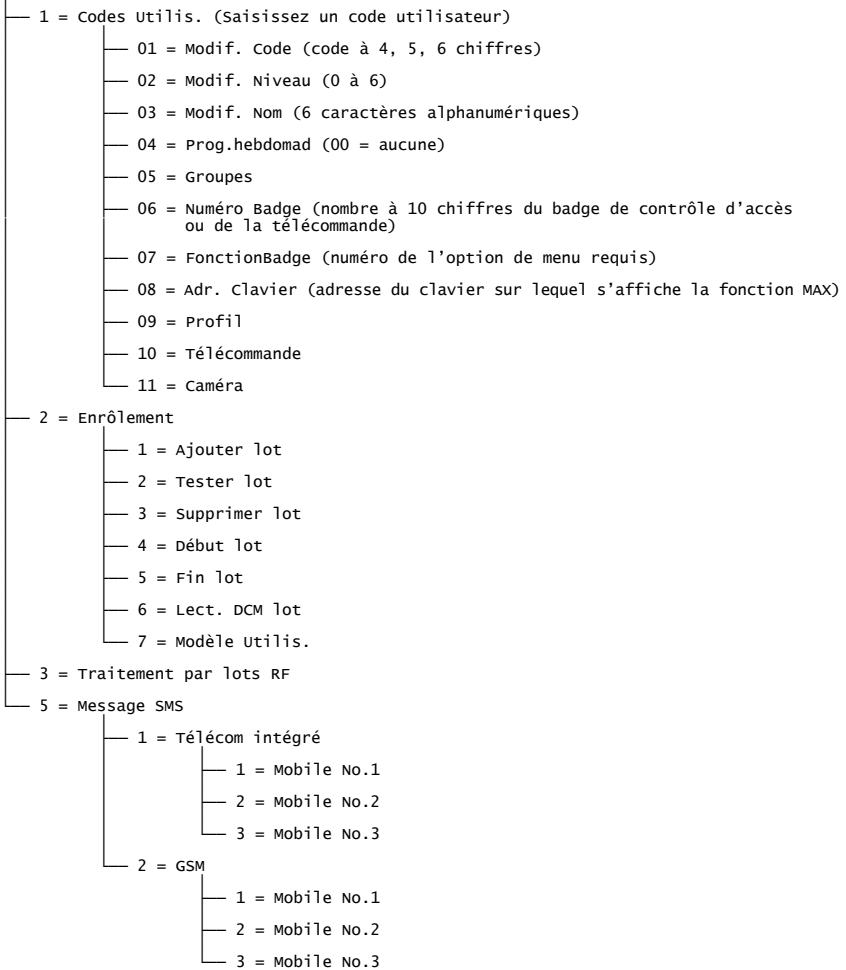 1 = Codes Utilis. (Saisissez un code utilisateur)
01 = Modif. Code (code à 4, 5, 6 chiffres)
02 = Modif. Niveau (0 à 6)
03 = Modif. Nom (6 caractères alphanumériques)
04 = Prog.hebdomad (00 = aucune)
05 = Groupes
06 = Numéro Badge (nombre à 10 chiffres du badge de contrôle d'accès
ou de la télécommande)
07 = FonctionBadge (numéro de l'option de menu requis)
08 = Adr. Clavier (adresse du clavier sur lequel s'affiche la fonction MAX)
09 = Profil
10 = Télécommande
11 = Caméra
2 = Enrôlement
1 = Ajouter lot
2 = Tester lot
3 = Supprimer lot
4 = Début lot
5 = Fin lot
6 = Lect. DCM lot
7 = Modèle Utilis.
3 = Traitement par lots RF
5 = Message SMS
1 = Télécom intégré
1 = Mobile No.1
2 = Mobile No.2
3 = Mobile No.3
2 = GSM
1 = Mobile No.1
2 = Mobile No.2
3 = Mobile No.3